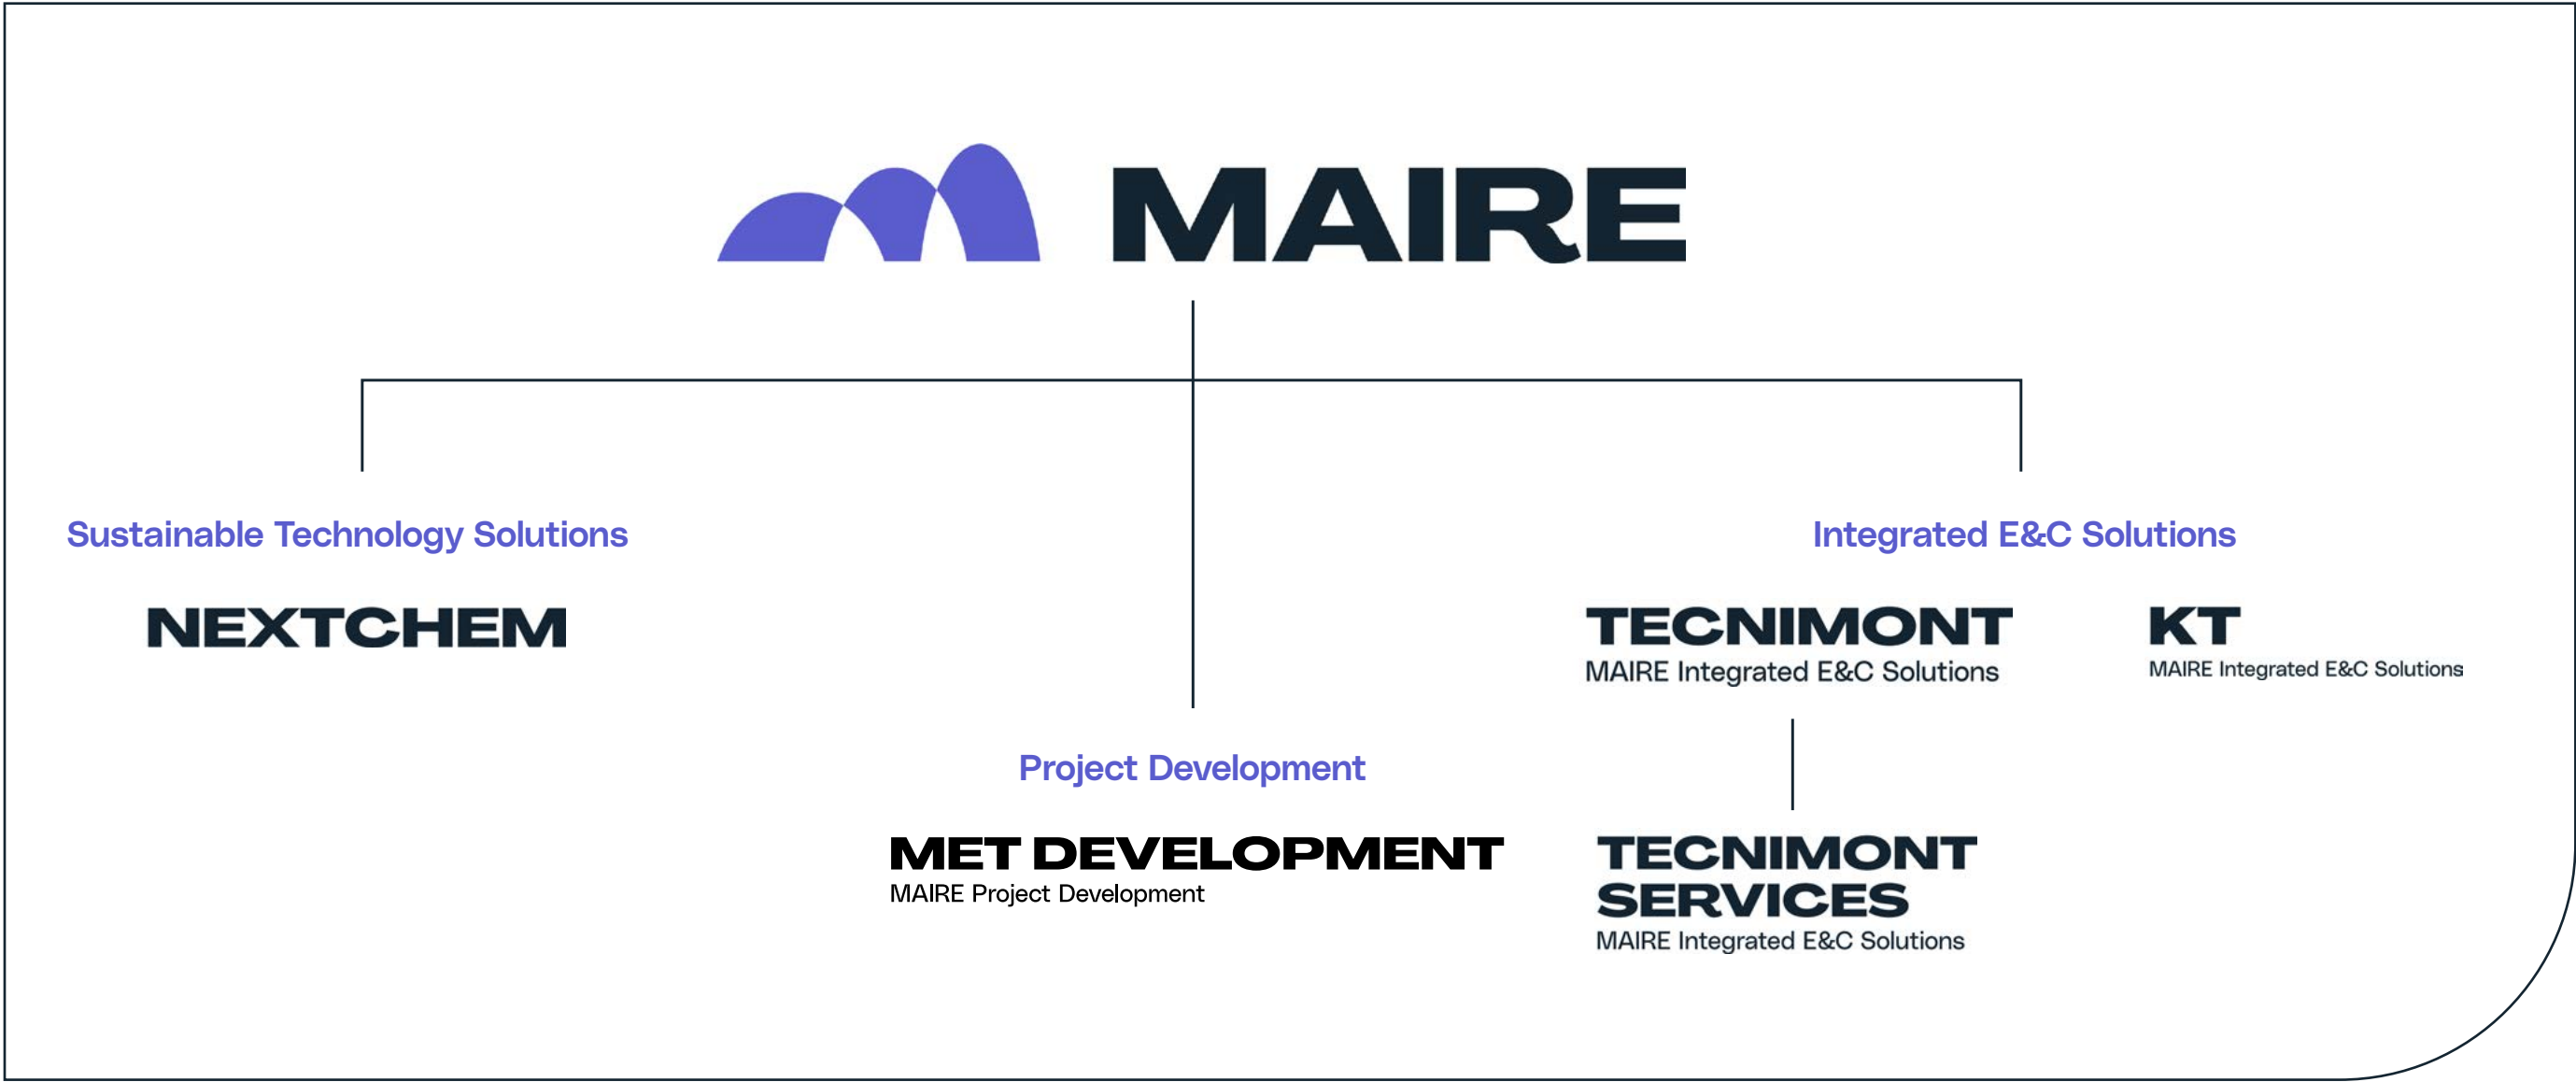 MAIRE
Sustainable Technology Solutions
NEXTCHEM
Integrated E&C Solutions
TECNIMONT
MAIRE Integrated E&C Solutions
KT
MAIRE Integrated E&C Solutions
Project Development
MET DEVELOPMENT
MAIRE Project Development
TECNIMONT
SERVICES
MAIRE Integrated E&C Solutions